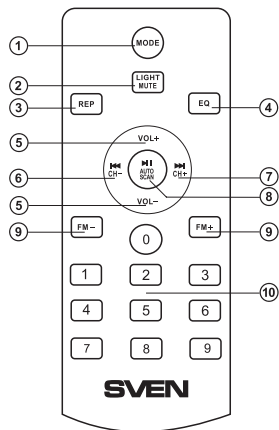 ① MODE
② LIGHT
MUTE
③ REP
EQ ④
⑤ VOL+
⑥ CH−
AUTO
SCAN
CH+ ⑦
⑧
⑤ VOL−
⑨ FM−
0
FM+ ⑨
1 2 3
⑩
4 5 6
7 8 9
SVEN